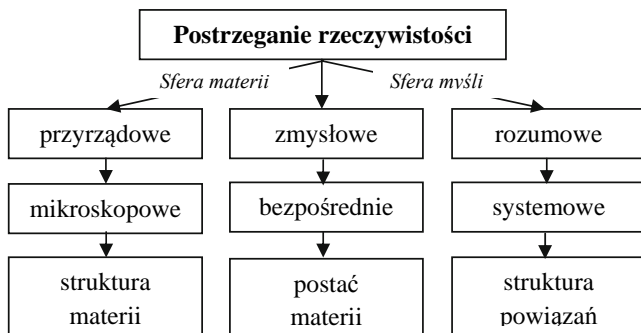 Postrzeganie rzeczywistości
Sfera materii Sfera myśli
przyrządowe zmysłowe rozumowe
mikroskopowe bezpośrednie systemowe
struktura postać struktura
materii materii powiązań